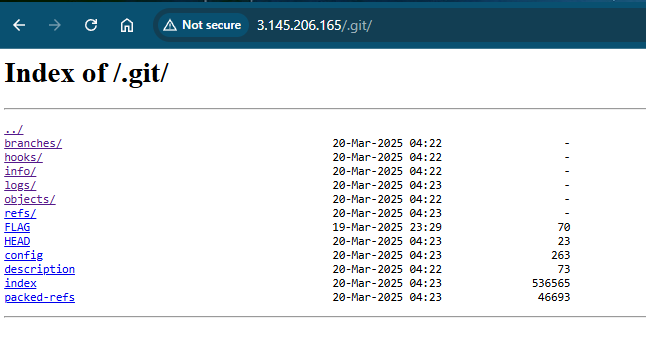 Not secure 3.145.206.165/.git/
Index of /.git/
../
branches/ 20-Mar-2025 04:22 -
hooks/ 20-Mar-2025 04:22 -
info/ 20-Mar-2025 04:22 -
logs/ 20-Mar-2025 04:23 -
objects/ 20-Mar-2025 04:22 -
refs/ 20-Mar-2025 04:23 -
FLAG 19-Mar-2025 23:29 70
HEAD 20-Mar-2025 04:23 23
config 20-Mar-2025 04:23 263
description 20-Mar-2025 04:22 73
index 20-Mar-2025 04:23 536565
packed-refs 20-Mar-2025 04:23 46693